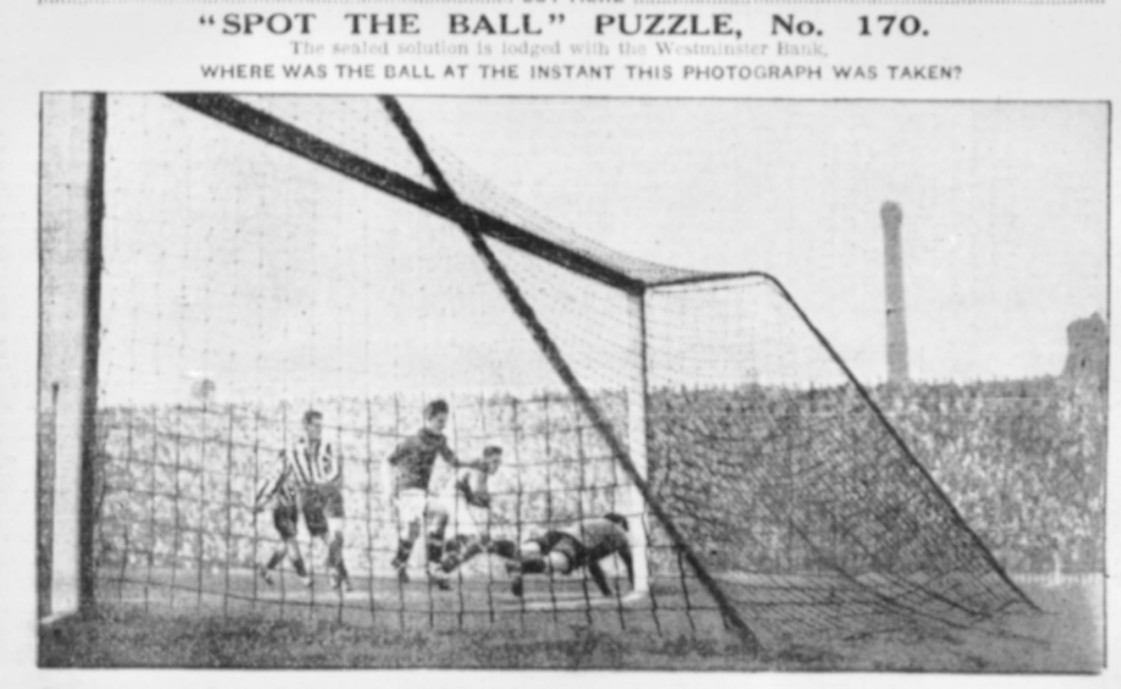 “SPOT THE BALL” PUZZLE, No. 170.
The sealed solution is lodged with the Westminster Bank.
WHERE WAS THE BALL AT THE INSTANT THIS PHOTOGRAPH WAS TAKEN?